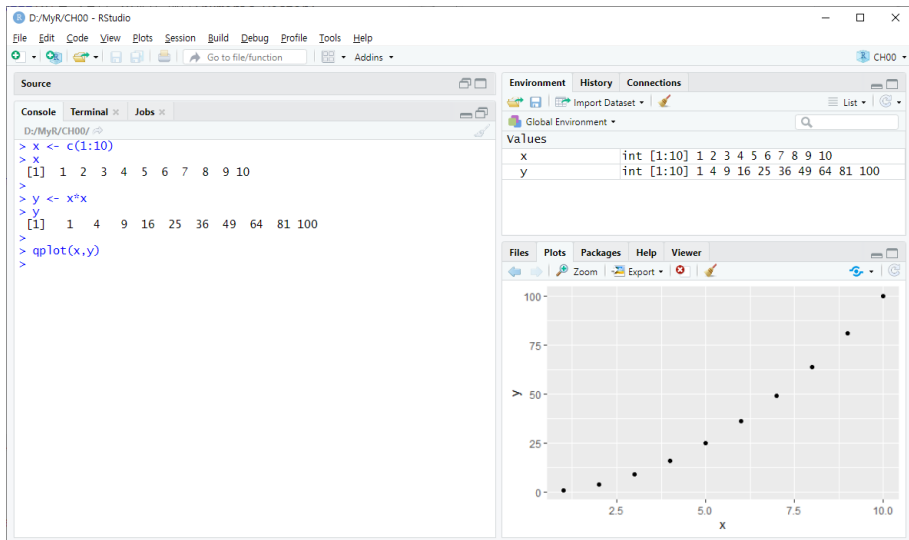 D:/MyR/CH00 - RStudio
File Edit Code View Plots Session Build Debug Profile Tools Help
Go to file/function Addins CH00
Source
Console Terminal Jobs
D:/MyR/CH00/
> x <- c(1:10)
> x
[1] 1 2 3 4 5 6 7 8 9 10
>
> y <- x*x
> y
[1] 1 4 9 16 25 36 49 64 81 100
>
> qplot(x,y)
>
Environment History Connections
Import Dataset List
Global Environment
Values
x int [1:10] 1 2 3 4 5 6 7 8 9 10
y int [1:10] 1 4 9 16 25 36 49 64 81 100
Files Plots Packages Help Viewer
Zoom Export
100
75
y
50
25
0
2.5 5.0 7.5 10.0
x